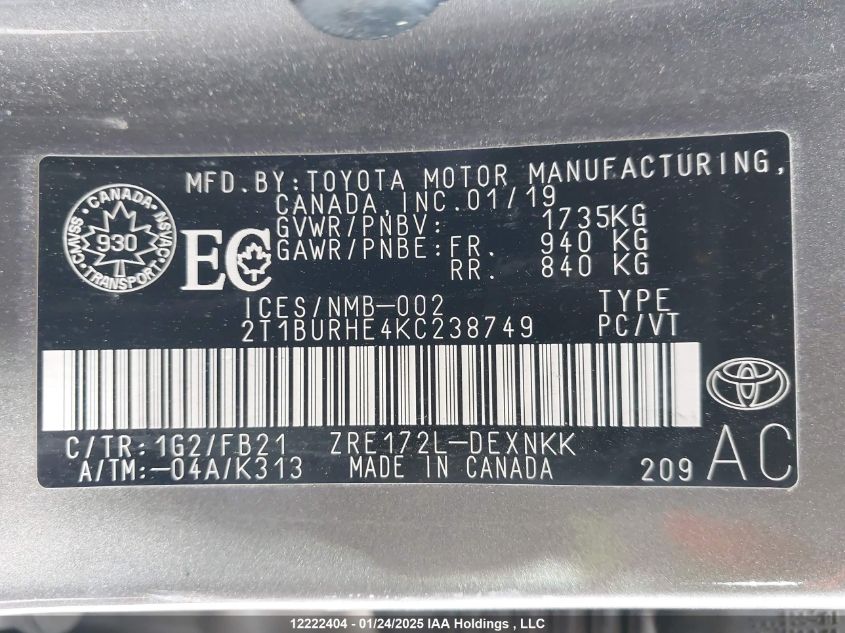 MFD.BY:TOYOTA MOTOR MANUFACTURING,
CANADA,INC.01/19
GVWR/PNBV: 1735KG
GAWR/PNBE:FR. 940 KG
RR. 840 KG
CANADA
CMVSS
930
NSVAC
TRANSPORT
EC
ICES/NMB-002 TYPE
2T1BURHE4KC238749 PC/VT
C/TR:1G2/FB21 ZRE172L-DEXNKK
A/TM:-04A/K313 MADE IN CANADA
209 AC
12222404 - 01/24/2025 IAA Holdings , LLC